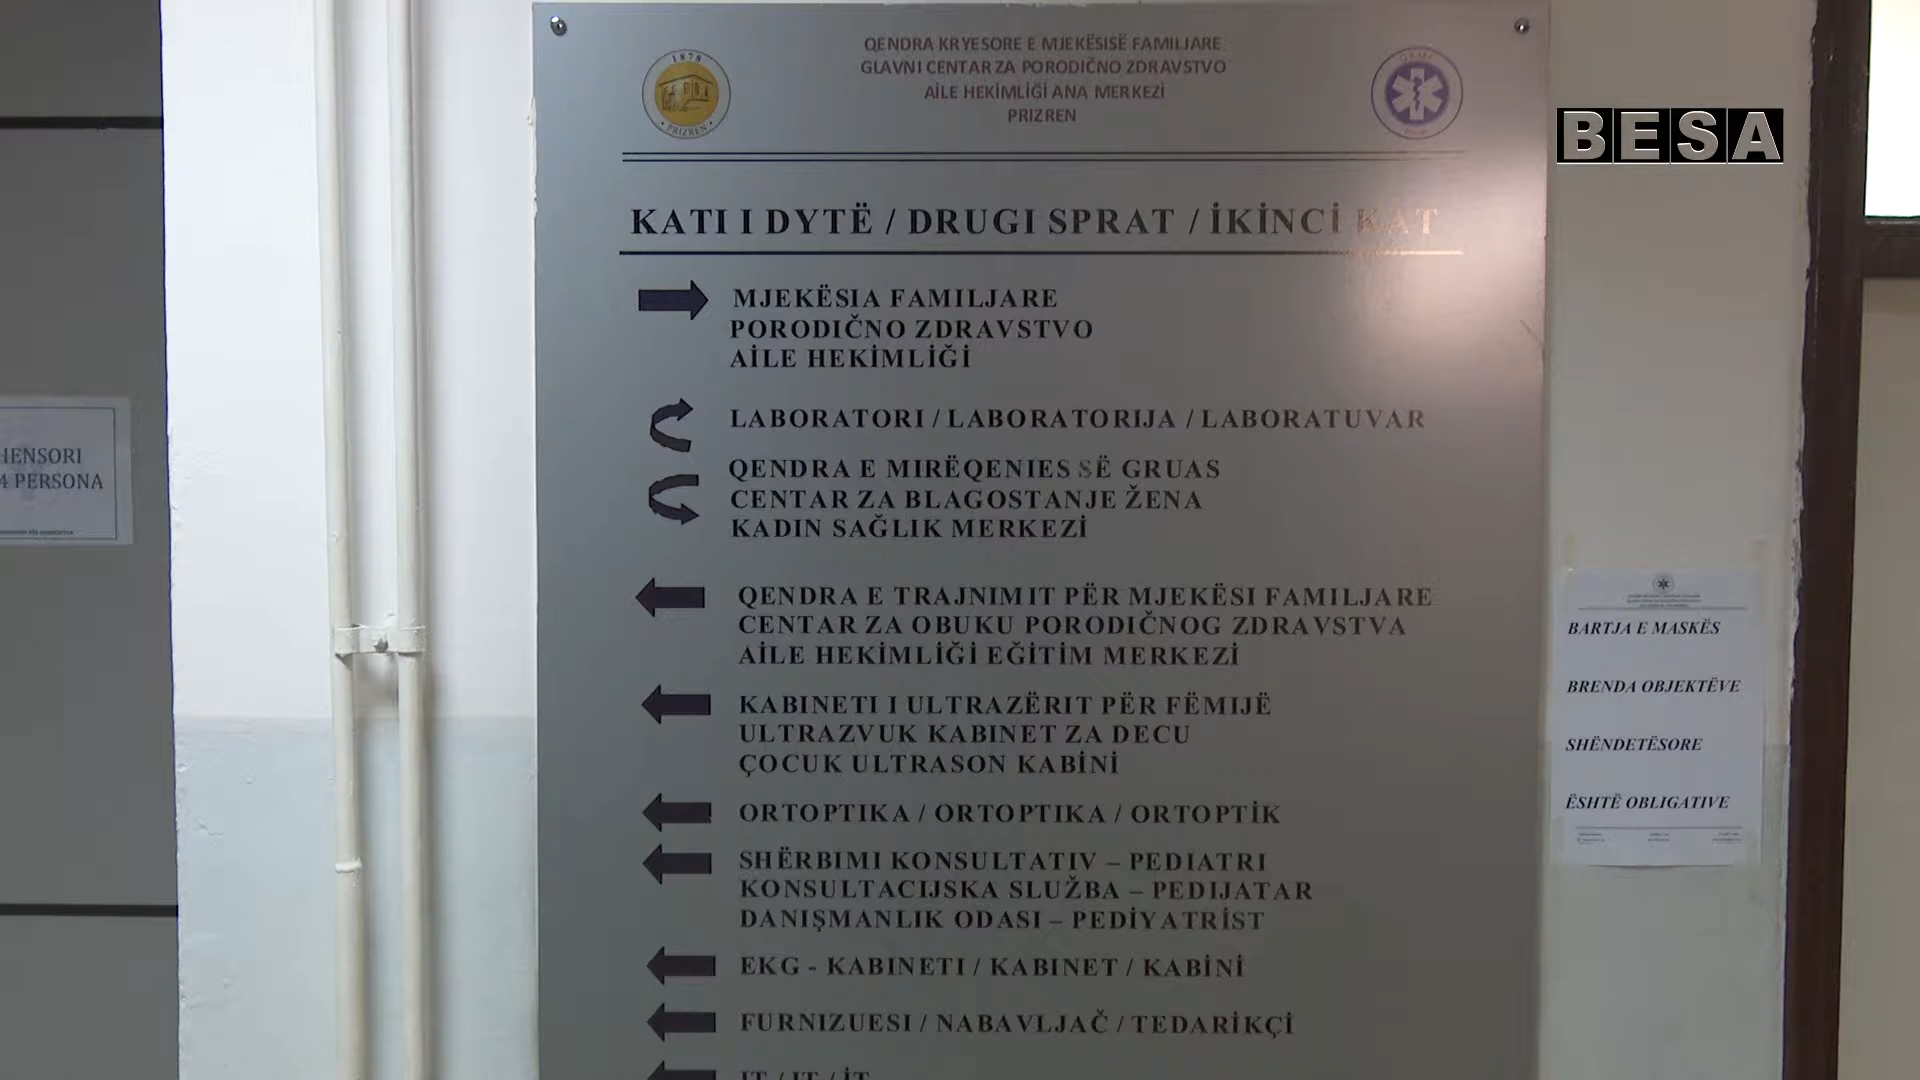 QENDRA KRYESORE E MJEKËSISË FAMILJARE
GLAVNI CENTAR ZA PORODIČNO ZDRAVSTVO
AİLE HEKİMLİĞİ ANA MERKEZİ
PRIZREN
1878
PRIZREN
BESA
KATI I DYTË / DRUGI SPRAT / İKİNCİ KAT
MJEKËSIA FAMILJARE
PORODIČNO ZDRAVSTVO
AİLE HEKİMLİĞİ
LABORATORI / LABORATORIJA / LABORATUVAR
QENDRA E MIRËQENIES SË GRUAS
CENTAR ZA BLAGOSTANJE ŽENA
KADIN SAĞLIK MERKEZİ
QENDRA E TRAJNIMIT PËR MJEKËSI FAMILJARE
CENTAR ZA OBUKU PORODIČNOG ZDRAVSTVA
AİLE HEKİMLİĞİ EĞİTİM MERKEZİ
KABINETI I ULTRAZËRIT PËR FËMIJË
ULTRAZVUK KABINET ZA DECU
ÇOCUK ULTRASON KABİNİ
ORTOPTIKA / ORTOPTIKA / ORTOPTİK
SHËRBIMI KONSULTATIV – PEDIATRI
KONSULTACIJSKA SLUŽBA – PEDIJATAR
DANIŞMANLIK ODASI – PEDİYATRİST
EKG - KABINETI / KABINET / KABİNİ
FURNIZUESI / NABAVLJAČ / TEDARİKÇİ
IT / IT / İT
HENSORI
4 PERSONA
BARTJA E MASKËS
BRENDA OBJEKTËVE
SHËNDETËSORE
ËSHTË OBLIGATIVE